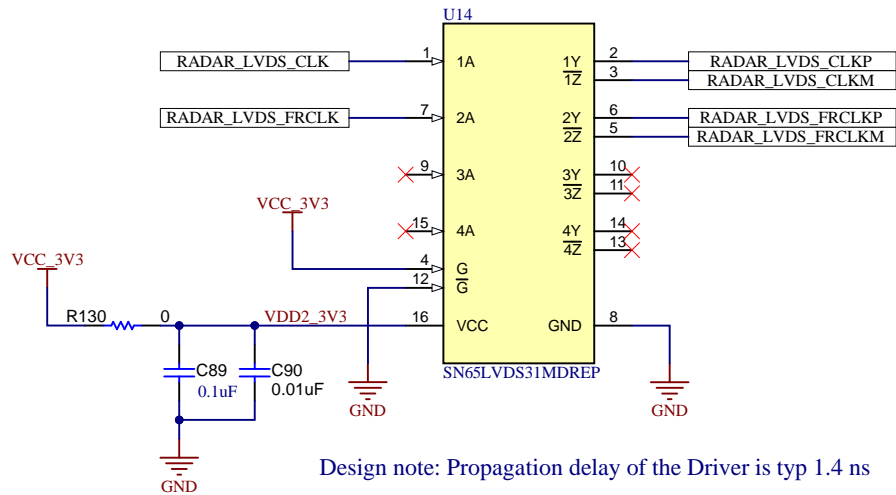 U14
RADAR_LVDS_CLK 1 1A 1Y 2 RADAR_LVDS_CLKP
1Z 3 RADAR_LVDS_CLKM
RADAR_LVDS_FRCLK 7 2A 2Y 6 RADAR_LVDS_FRCLKP
2Z 5 RADAR_LVDS_FRCLKM
9 3A 3Y 10
3Z 11
VCC_3V3
15 4A 4Y 14
4Z 13
VCC_3V3
4 G
12 G
R130 0 VDD2_3V3 16 VCC GND 8
C89 C90
0.1uF 0.01uF
SN65LVDS31MDREP
GND GND
GND
Design note: Propagation delay of the Driver is typ 1.4 ns